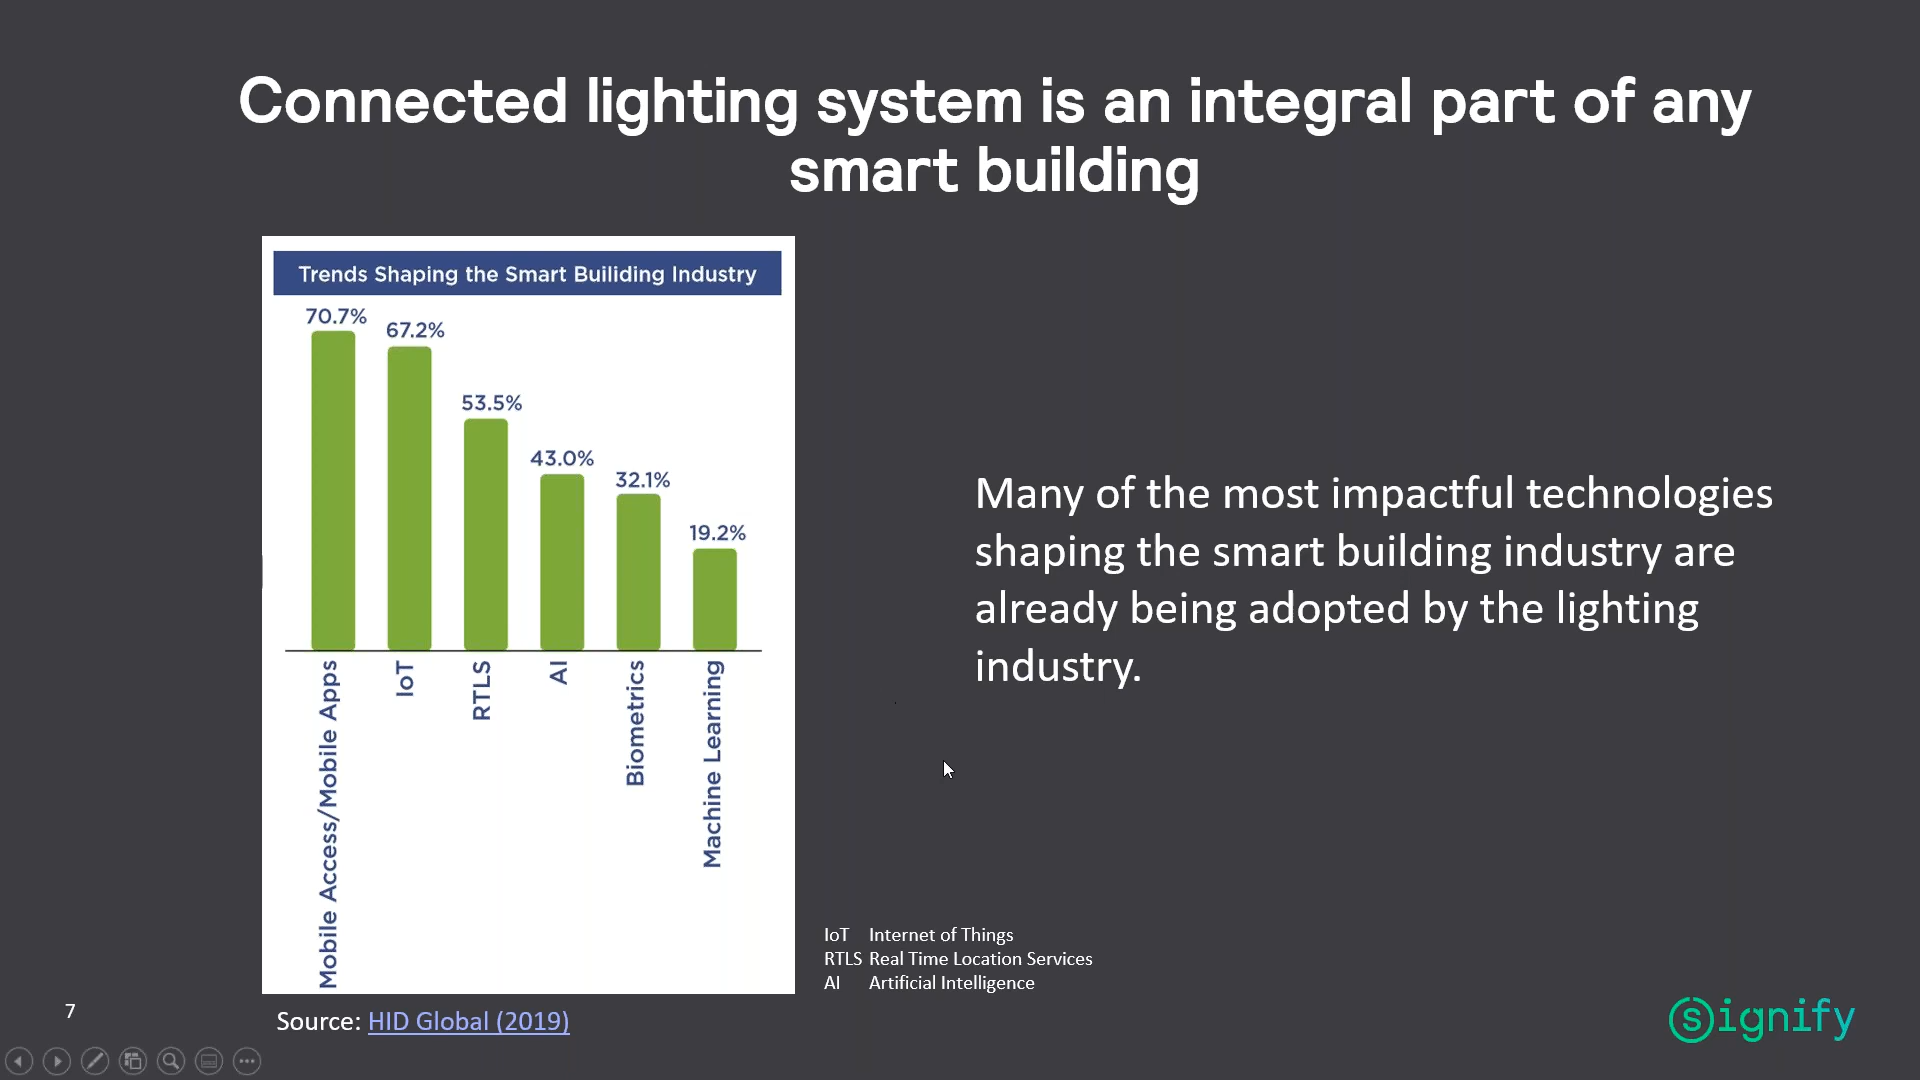 Connected lighting system is an integral part of any
smart building
Trends Shaping the Smart Builiding Industry
70.7%
67.2%
53.5%
43.0%
32.1%
19.2%
Mobile Access/Mobile Apps
IoT
RTLS
AI
Biometrics
Machine Learning
Many of the most impactful technologies
shaping the smart building industry are
already being adopted by the lighting
industry.
IoT Internet of Things
RTLS Real Time Location Services
AI Artificial Intelligence
7
Source: HID Global (2019)
Signify